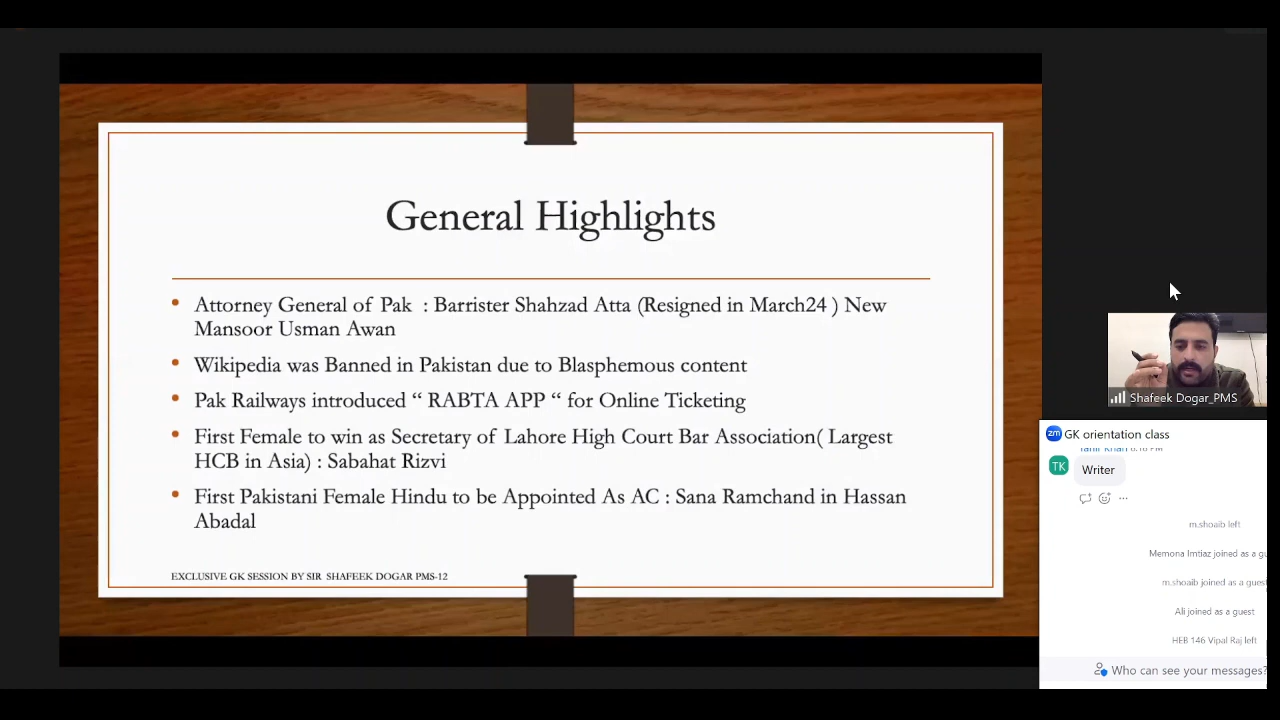 General Highlights
• Attorney General of Pak : Barrister Shahzad Atta (Resigned in March24 ) New
Mansoor Usman Awan
• Wikipedia was Banned in Pakistan due to Blasphemous content
• Pak Railways introduced “ RABTA APP “ for Online Ticketing
• First Female to win as Secretary of Lahore High Court Bar Association( Largest
HCB in Asia) : Sabahat Rizvi
• First Pakistani Female Hindu to be Appointed As AC : Sana Ramchand in Hassan
Abadal
EXCLUSIVE GK SESSION BY SIR SHAFEEK DOGAR PMS-12
Shafeek Dogar_PMS
zm GK orientation class
TK Writer
m.shoaib left
Memona Imtiaz joined as a
m.shoaib joined as a guest
Ali joined as a guest
HEB 146 Vipal Raj left
Who can see your messages?